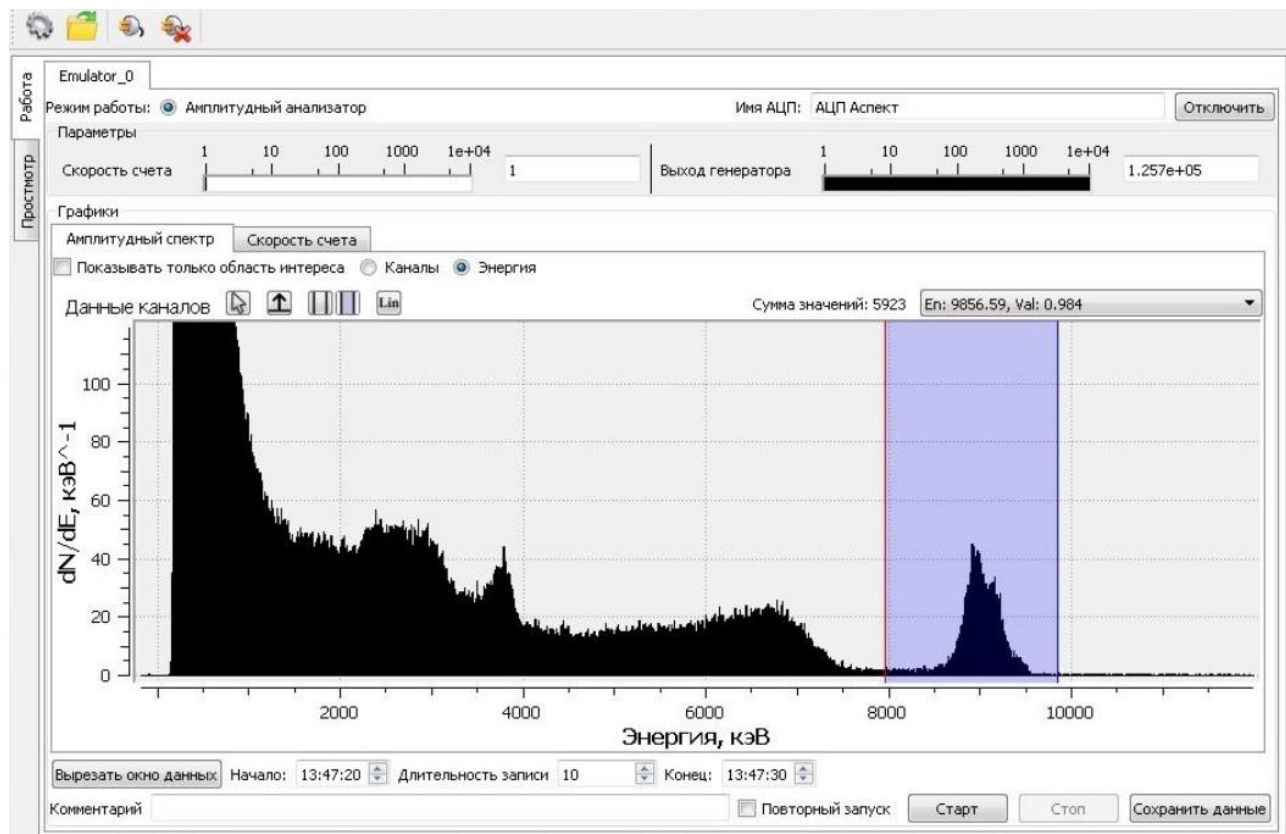 Emulator_0
Работа
Простмотр
Режим работы: Амплитудный анализатор Имя АЦП: АЦП Аспект Отключить
Параметры
1 10 100 1000 1e+04 1 10 100 1000 1e+04
Скорость счета 1 Выход генератора 1.257e+05
Графики
Амплитудный спектр Скорость счета
Показывать только область интереса Каналы Энергия
Данные каналов Lin Сумма значений: 5923 En: 9856.59, Val: 0.984
100
80
60
40
20
0
dN/dE, кэВ^-1
2000 4000 6000 8000 10000
Энергия, кэВ
Вырезать окно данных Начало: 13:47:20 Длительность записи 10 Конец: 13:47:30
Комментарий Повторный запуск Старт Стоп Сохранить данные